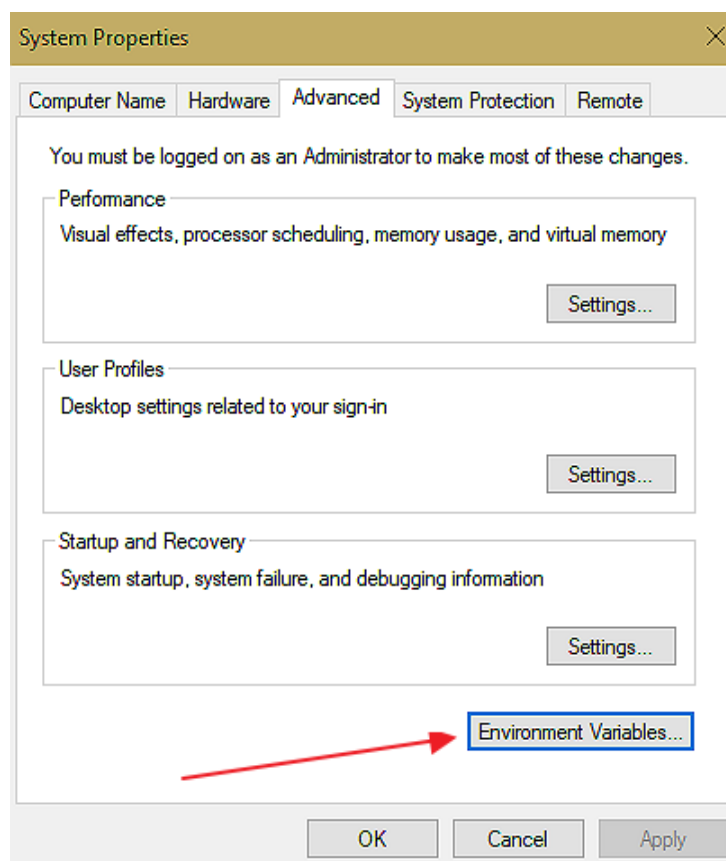 System Properties
Computer Name Hardware Advanced System Protection Remote
You must be logged on as an Administrator to make most of these changes.
Performance
Visual effects, processor scheduling, memory usage, and virtual memory
Settings...
User Profiles
Desktop settings related to your sign-in
Settings...
Startup and Recovery
System startup, system failure, and debugging information
Settings...
Environment Variables...
OK Cancel Apply